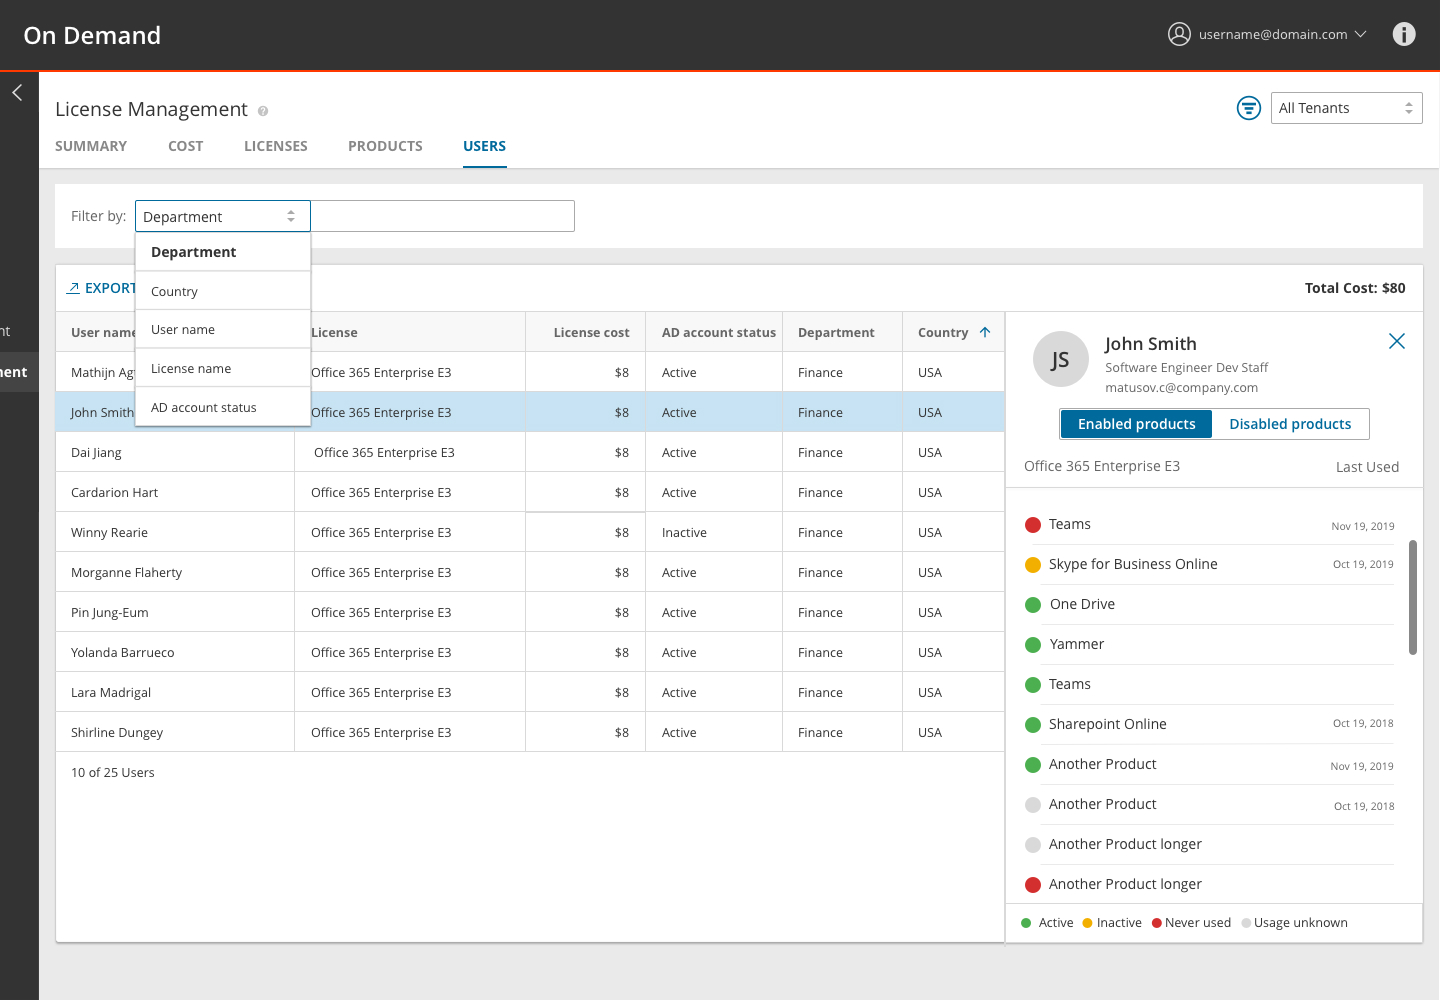 On Demand
username@domain.com
License Management
All Tenants
SUMMARY COST LICENSES PRODUCTS USERS
Filter by: Department
Department
Country
User name
License name
AD account status
EXPORT
Total Cost: $80
User name License License cost AD account status Department Country
Mathijn Ag Office 365 Enterprise E3 $8 Active Finance USA
John Smith Office 365 Enterprise E3 $8 Active Finance USA
Dai Jiang Office 365 Enterprise E3 $8 Active Finance USA
Cardarion Hart Office 365 Enterprise E3 $8 Active Finance USA
Winny Rearie Office 365 Enterprise E3 $8 Inactive Finance USA
Morganne Flaherty Office 365 Enterprise E3 $8 Active Finance USA
Pin Jung-Eum Office 365 Enterprise E3 $8 Active Finance USA
Yolanda Barrueco Office 365 Enterprise E3 $8 Active Finance USA
Lara Madrigal Office 365 Enterprise E3 $8 Active Finance USA
Shirline Dungey Office 365 Enterprise E3 $8 Active Finance USA
10 of 25 Users
nt
nent
JS
John Smith
Software Engineer Dev Staff
matusov.c@company.com
Enabled products Disabled products
Office 365 Enterprise E3 Last Used
Teams Nov 19, 2019
Skype for Business Online Oct 19, 2019
One Drive
Yammer
Teams
Sharepoint Online Oct 19, 2018
Another Product Nov 19, 2019
Another Product Oct 19, 2018
Another Product longer
Another Product longer
Active Inactive Never used Usage unknown